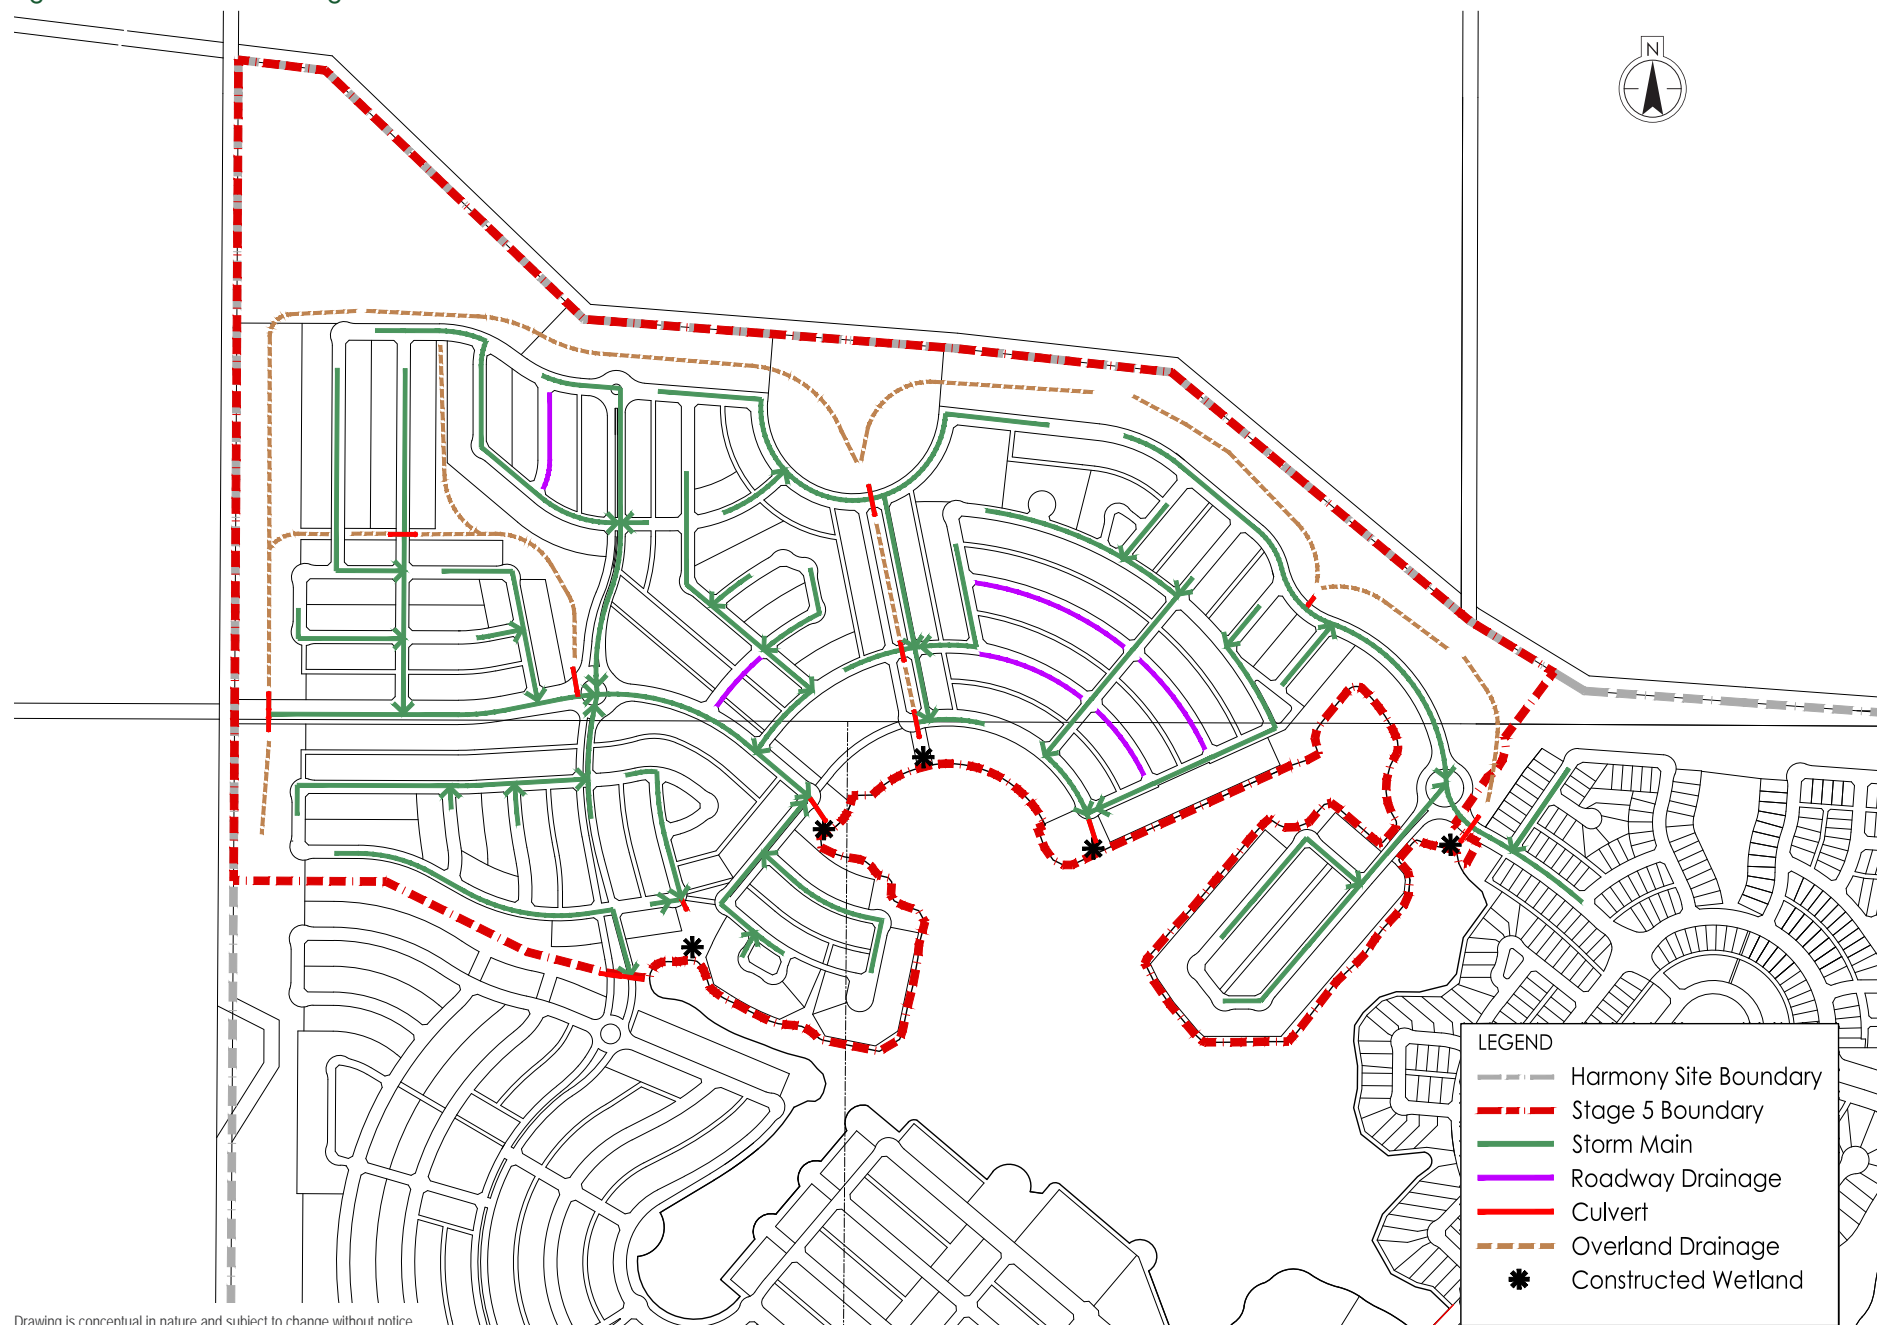 N
LEGEND
Harmony Site Boundary
Stage 5 Boundary
Storm Main
Roadway Drainage
Culvert
Overland Drainage
Constructed Wetland
Drawing is conceptual in nature and subject to change without notice